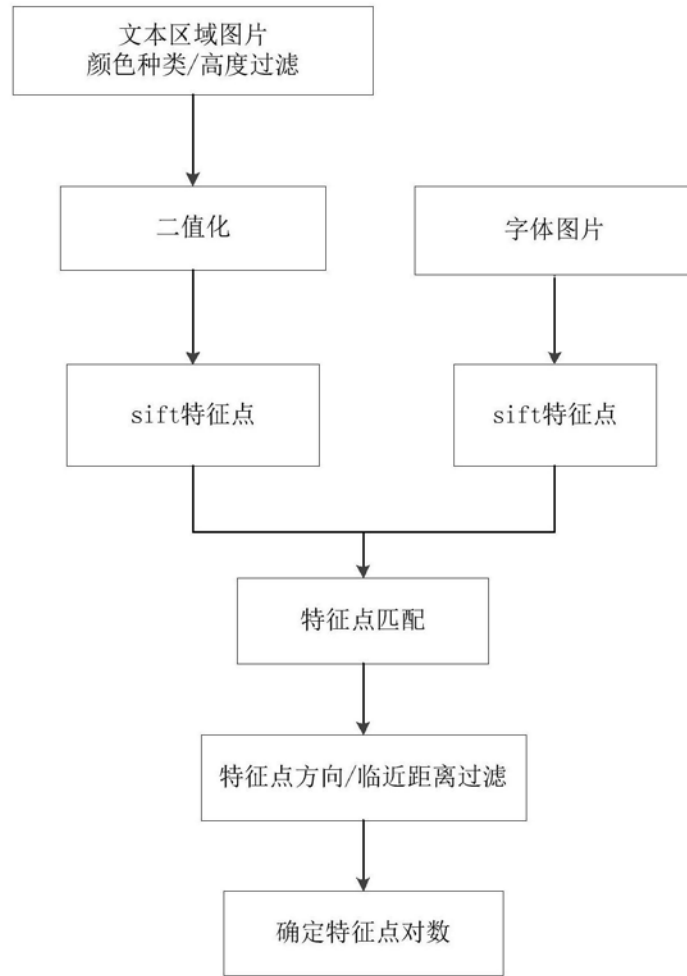 文本区域图片
颜色种类/高度过滤
二值化
字体图片
sift特征点
sift特征点
特征点匹配
特征点方向/临近距离过滤
确定特征点对数